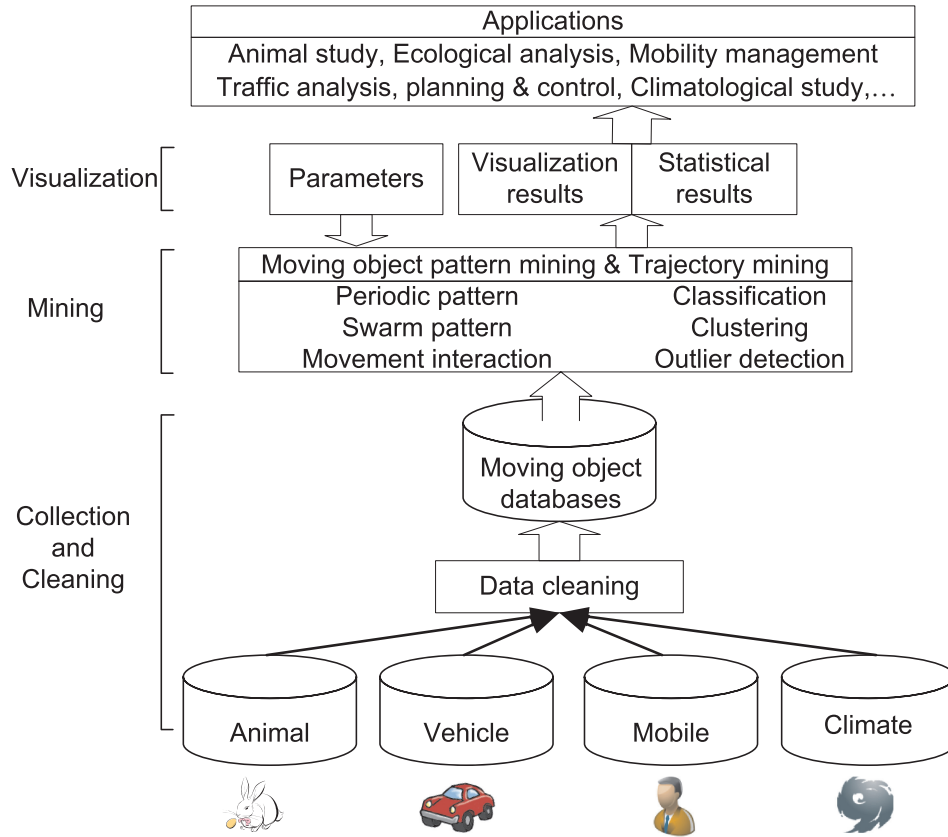 Applications
Animal study, Ecological analysis, Mobility management
Traffic analysis, planning & control, Climatological study,...
Visualization
Parameters
Visualization
results
Statistical
results
Mining
Moving object pattern mining & Trajectory mining
Periodic pattern
Swarm pattern
Movement interaction
Classification
Clustering
Outlier detection
Collection
and
Cleaning
Moving object
databases
Data cleaning
Animal
Vehicle
Mobile
Climate